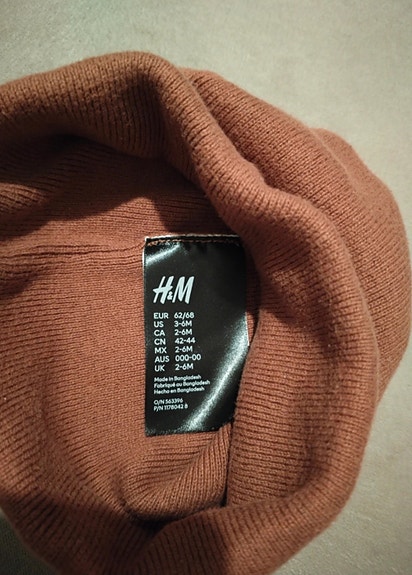 H&M
EUR 62/68
US 3-6M
CA 2-6M
CN 42-44
MX 2-6M
AUS 000-00
UK 2-6M
Made in Bangladesh
Fabriqué au Bangladesh
Hecho en Bangladesh
O/N 563396
P/N 1178042 8